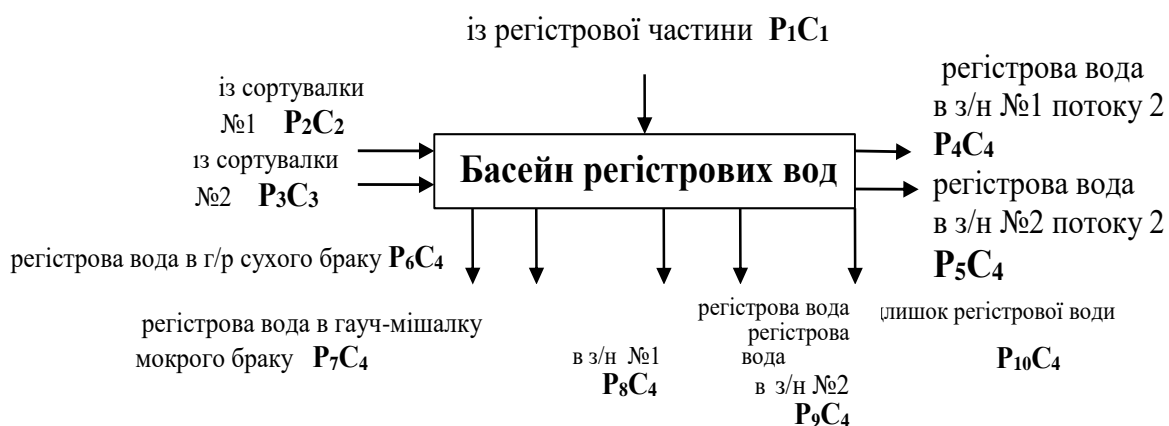 із регістрової частини P₁C₁
із сортувалки
№1 P₂C₂
із сортувалки
№2 P₃C₃
Басейн регістрових вод
регістрова вода
в з/н №1 потоку 2
P₄C₄
регістрова вода
в з/н №2 потоку 2
P₅C₄
регістрова вода в г/р сухого браку P₆C₄
регістрова вода в гауч-мішалку
мокрого браку P₇C₄
в з/н №1
P₈C₄
регістрова вода
регістрова
вода
в з/н №2
P₉C₄
лишок регістрової води
P₁₀C₄